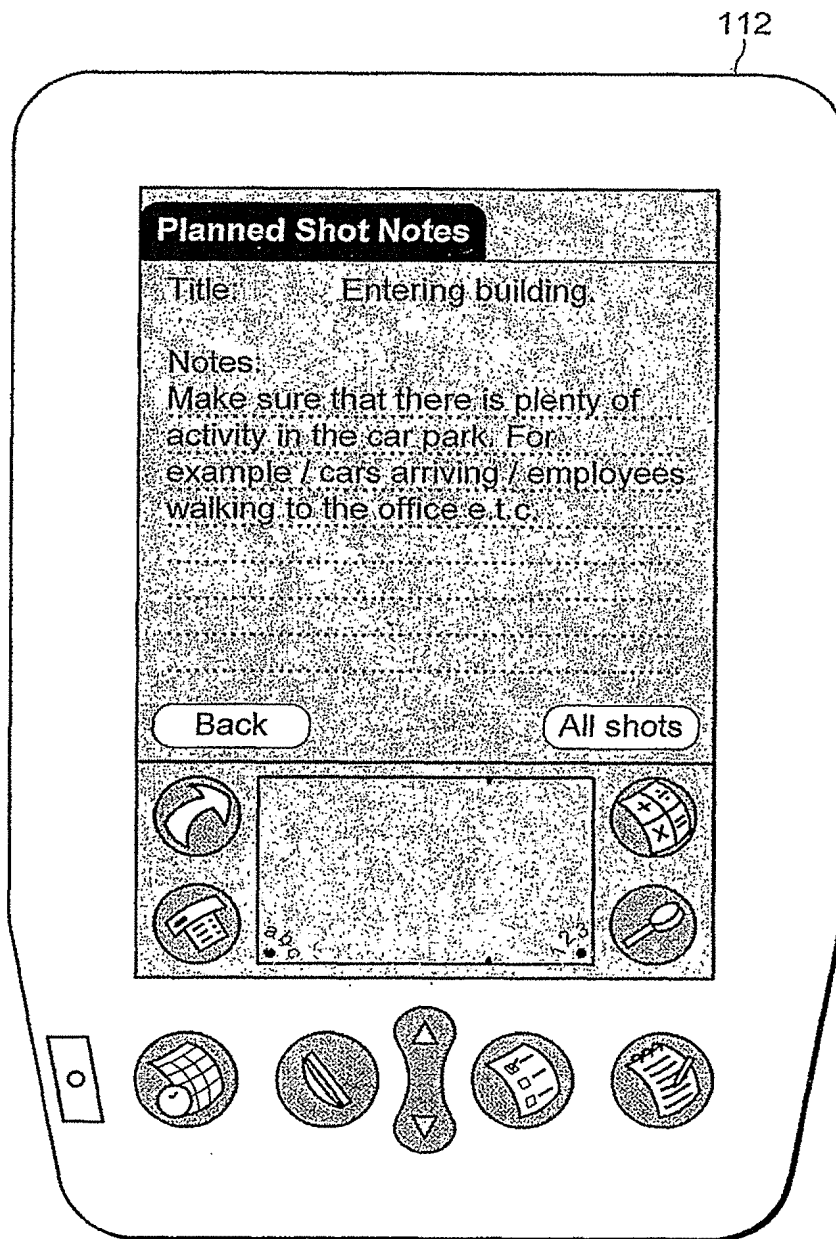 112
Planned Shot Notes
Title: Entering building.
Notes:
Make sure that there is plenty of
activity in the car park. For
example / cars arriving / employees
walking to the office e.t.c.
Back All shots
+ ÷ × =
abc 123